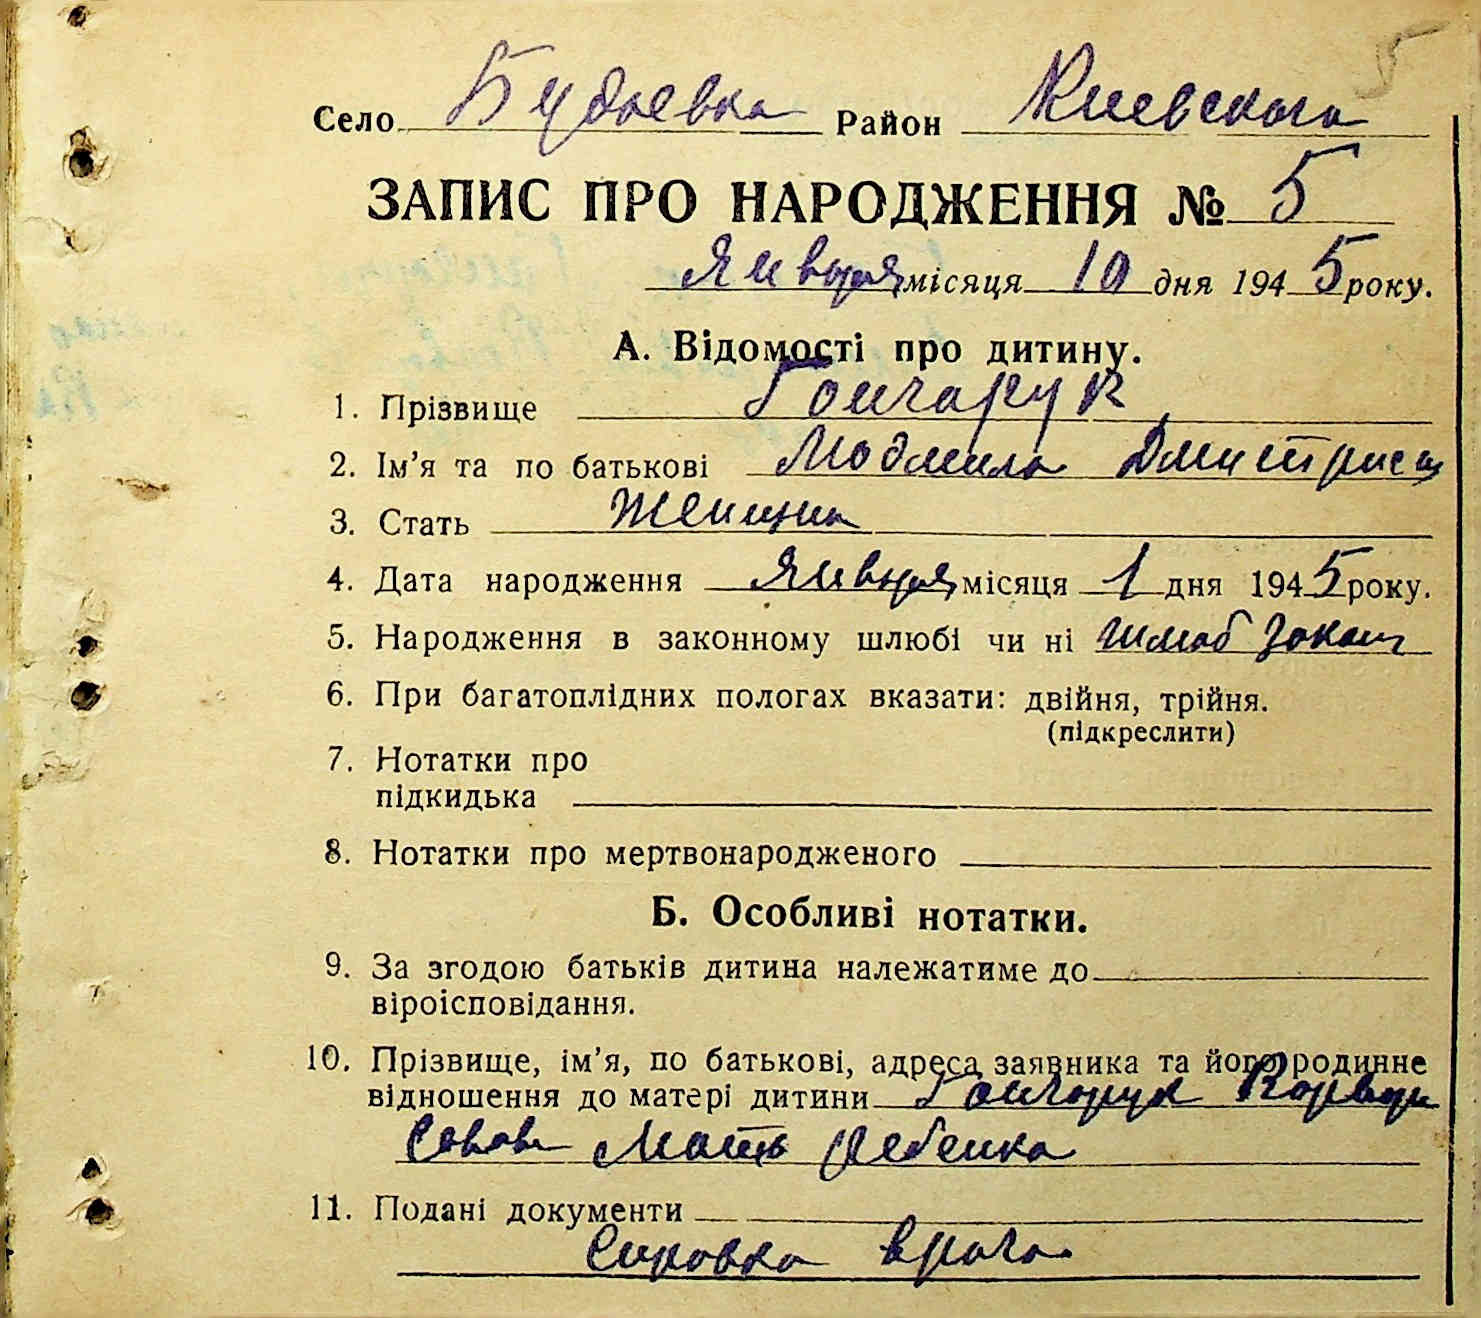 5
Село Будаевка Район Киевского
ЗАПИС ПРО НАРОДЖЕННЯ № 5
Января місяця 10 дня 1945 року.
А. Відомості про дитину.
1. Прізвище Гончарук
2. Ім'я та по батькові Людмила
3. Стать Женщина
4. Дата народження Января місяця 1 дня 1945 року.
5. Народження в законному шлюбі чи ні шлюб
6. При багатоплідних пологах вказати: двійня, трійня.
(підкреслити)
7. Нотатки про
підкидька
8. Нотатки про мертвонародженого
Б. Особливі нотатки.
9. За згодою батьків дитина належатиме до
віроісповідання.
10. Прізвище, ім'я, по батькові, адреса заявника та його родинне
відношення до матері дитини Гончарук
Мать ребенка
11. Подані документи
Справка врача